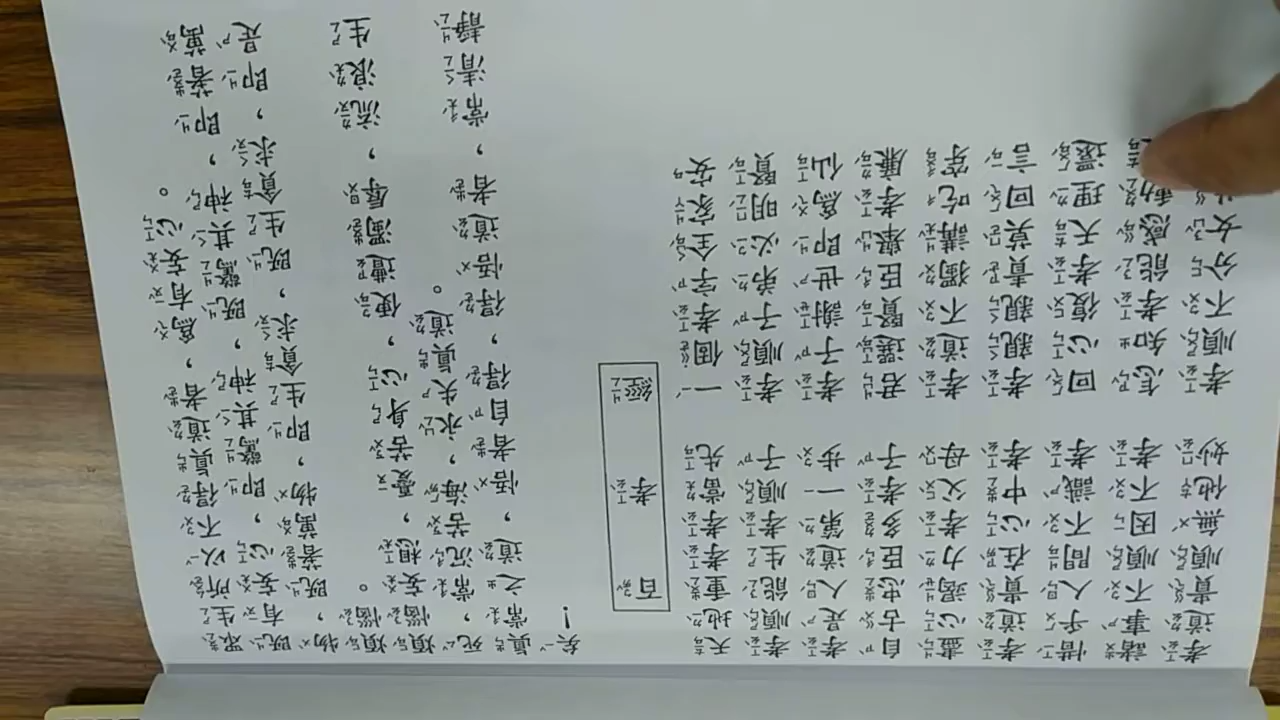 眾生所以不得真道者，為有妄心。
既有妄心，即驚其神，既驚其神，即著萬
物，既著萬物，即生貪求，既生貪求，即是
煩惱。
煩惱妄想，憂苦身心，便遭濁辱，流浪生
死，常沉苦海，永失真道。
真常之道，悟者自得，得悟道者，常清靜
矣！
百孝經
天地重孝孝當先 一個孝字全家安
孝順能生孝順子 孝順子弟必明賢
孝是人道第一步 孝子謝世即為仙
自古忠臣多孝子 君選賢臣舉孝廉
盡心竭力孝父母 孝道不獨講吃穿
孝道貴在心中孝 孝親親責莫回言
惜乎人間不識孝 回心復孝天理還
諸事不順因不孝 怎知孝能感動
孝道貴順無他妙 孝順不分女